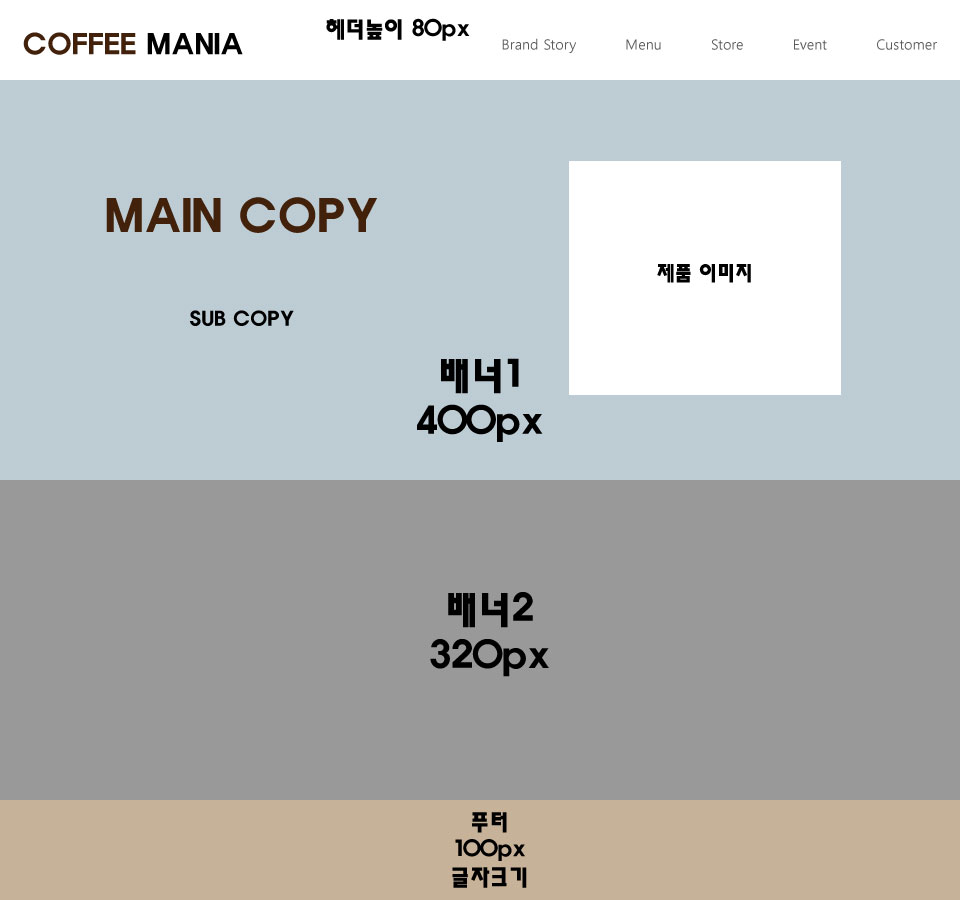 COFFEE MANIA
헤더높이 80px
Brand Story
Menu
Store
Event
Customer
MAIN COPY
SUB COPY
제품 이미지
배너1
400px
배너2
320px
푸터
100px
글자크기